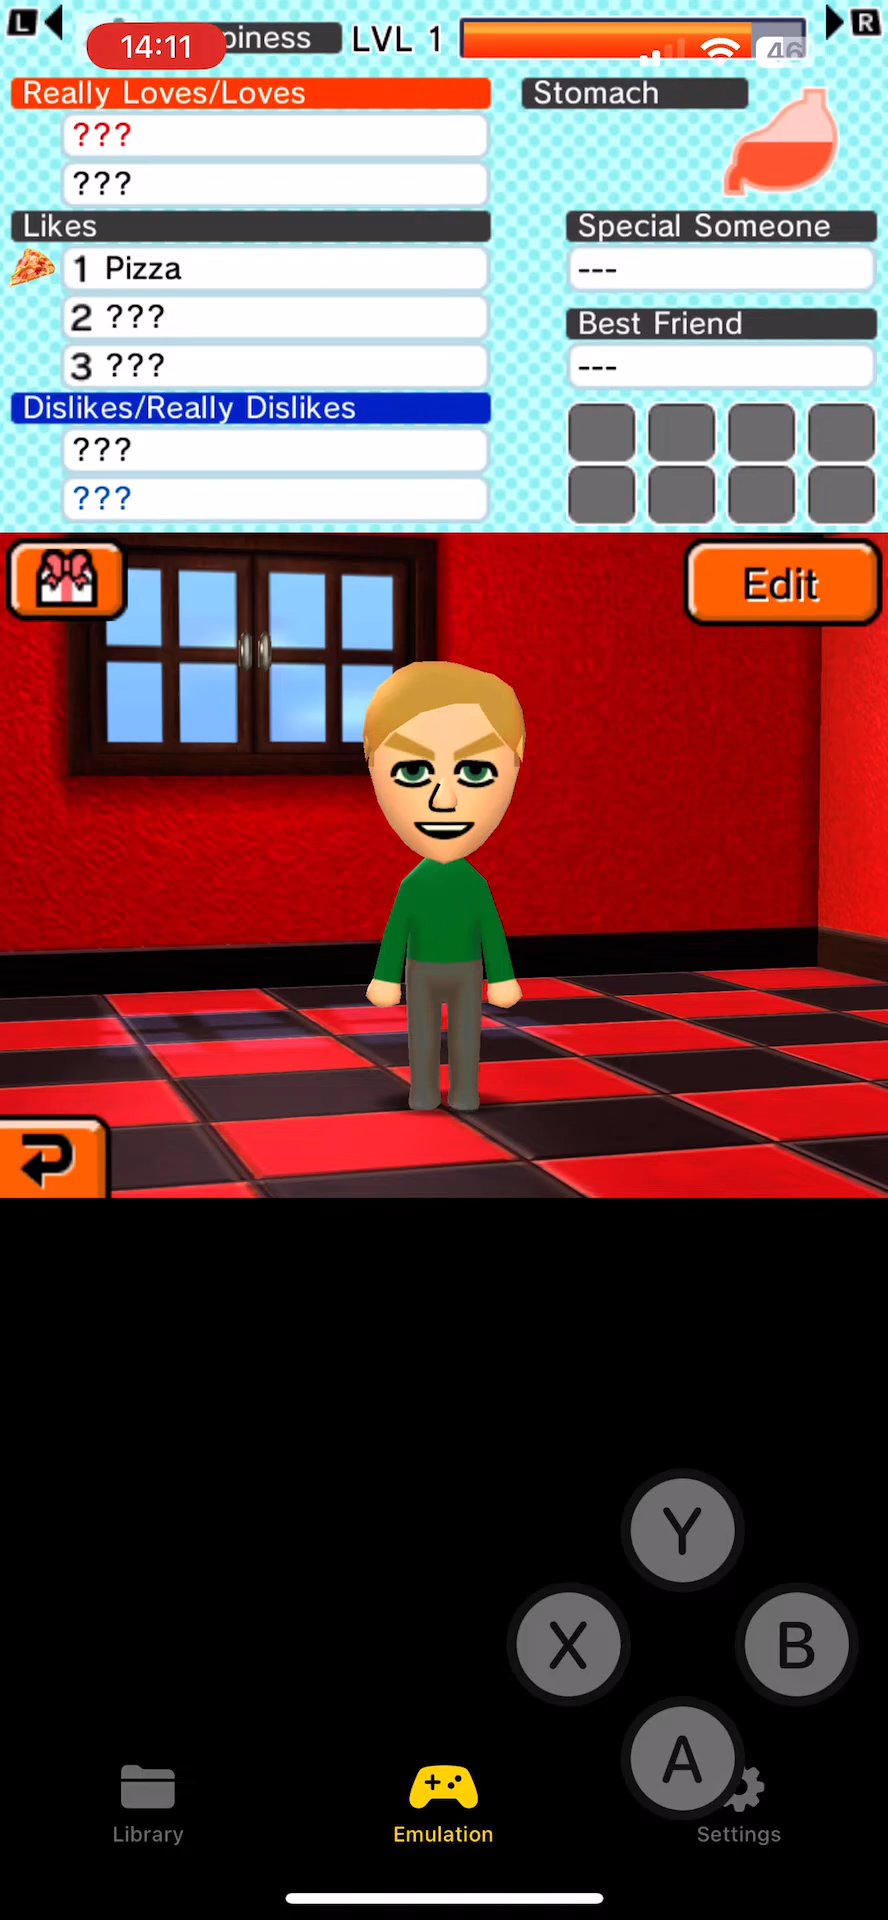 L
14:11
piness
LVL 1
46
R
Really Loves/Loves
???
???
Likes
1 Pizza
2 ???
3 ???
Dislikes/Really Dislikes
???
???
Stomach
Special Someone
---
Best Friend
---
Edit
Y
X
B
A
Library
Emulation
Settings